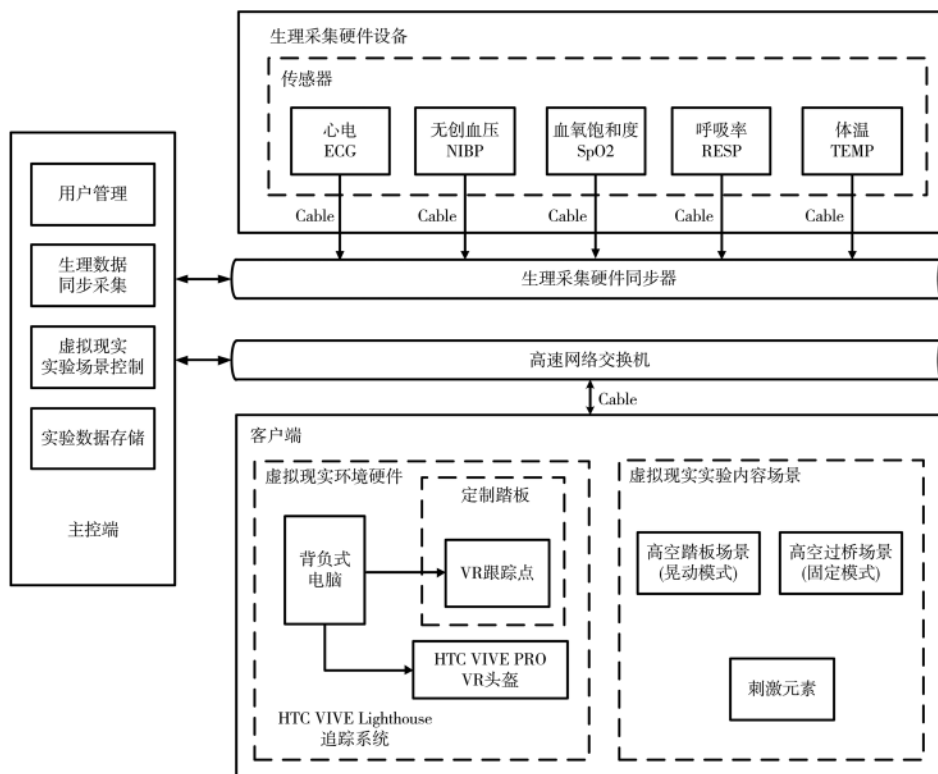 生理采集硬件设备
传感器
心电
ECG
无创血压
NIBP
血氧饱和度
SpO2
呼吸率
RESP
体温
TEMP
Cable
Cable
Cable
Cable
Cable
生理采集硬件同步器
高速网络交换机
Cable
用户管理
生理数据
同步采集
虚拟现实
实验场景控制
实验数据存储
主控端
客户端
虚拟现实环境硬件
定制踏板
背负式
电脑
VR跟踪点
HTC VIVE PRO
VR头盔
HTC VIVE Lighthouse
追踪系统
虚拟现实实验内容场景
高空踏板场景
(晃动模式)
高空过桥场景
(固定模式)
刺激元素